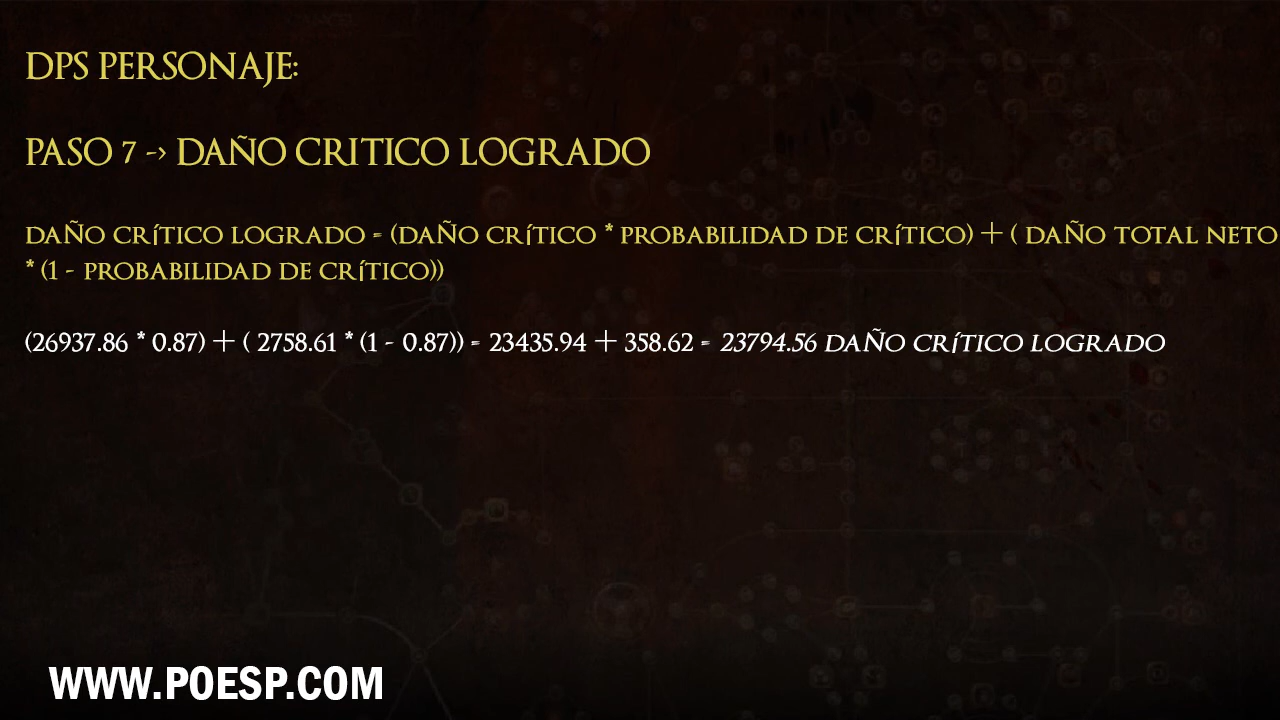 DPS PERSONAJE:
PASO 7 -> DAÑO CRITICO LOGRADO
DAÑO CRÍTICO LOGRADO = (DAÑO CRÍTICO * PROBABILIDAD DE CRÍTICO) + ( DAÑO TOTAL NETO
* (1 - PROBABILIDAD DE CRÍTICO))
(26937.86 * 0.87) + ( 2758.61 * (1 - 0.87)) = 23435.94 + 358.62 = 23794.56 DAÑO CRÍTICO LOGRADO
WWW.POESP.COM